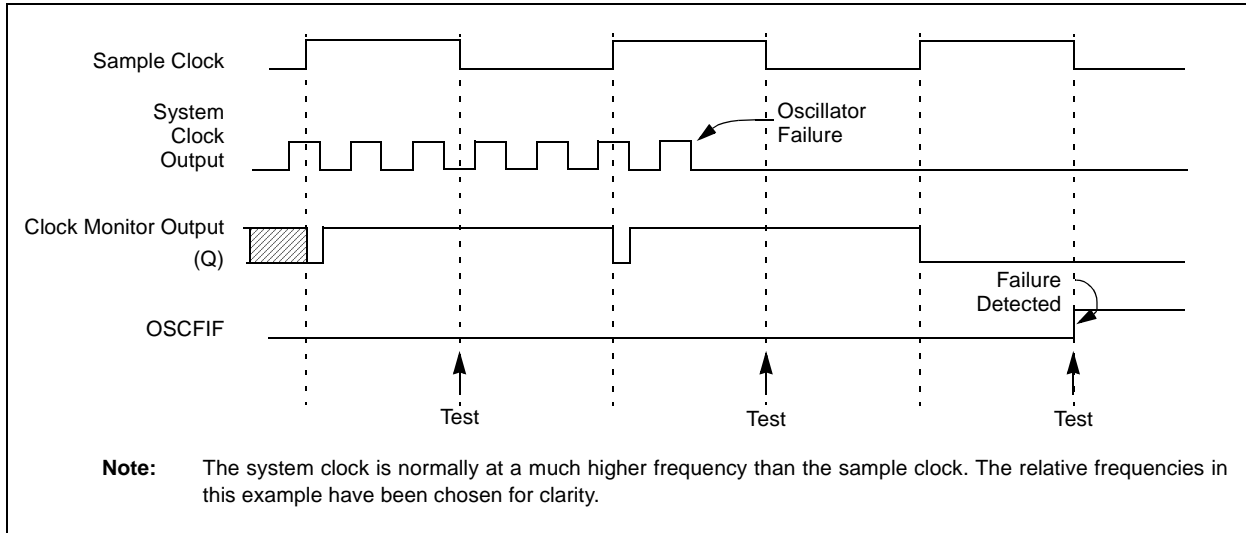 Sample Clock
System
Clock
Output
Oscillator
Failure
Clock Monitor Output
(Q)
Failure
Detected
OSCFIF
Test
Test
Test
Note: The system clock is normally at a much higher frequency than the sample clock. The relative frequencies in
this example have been chosen for clarity.